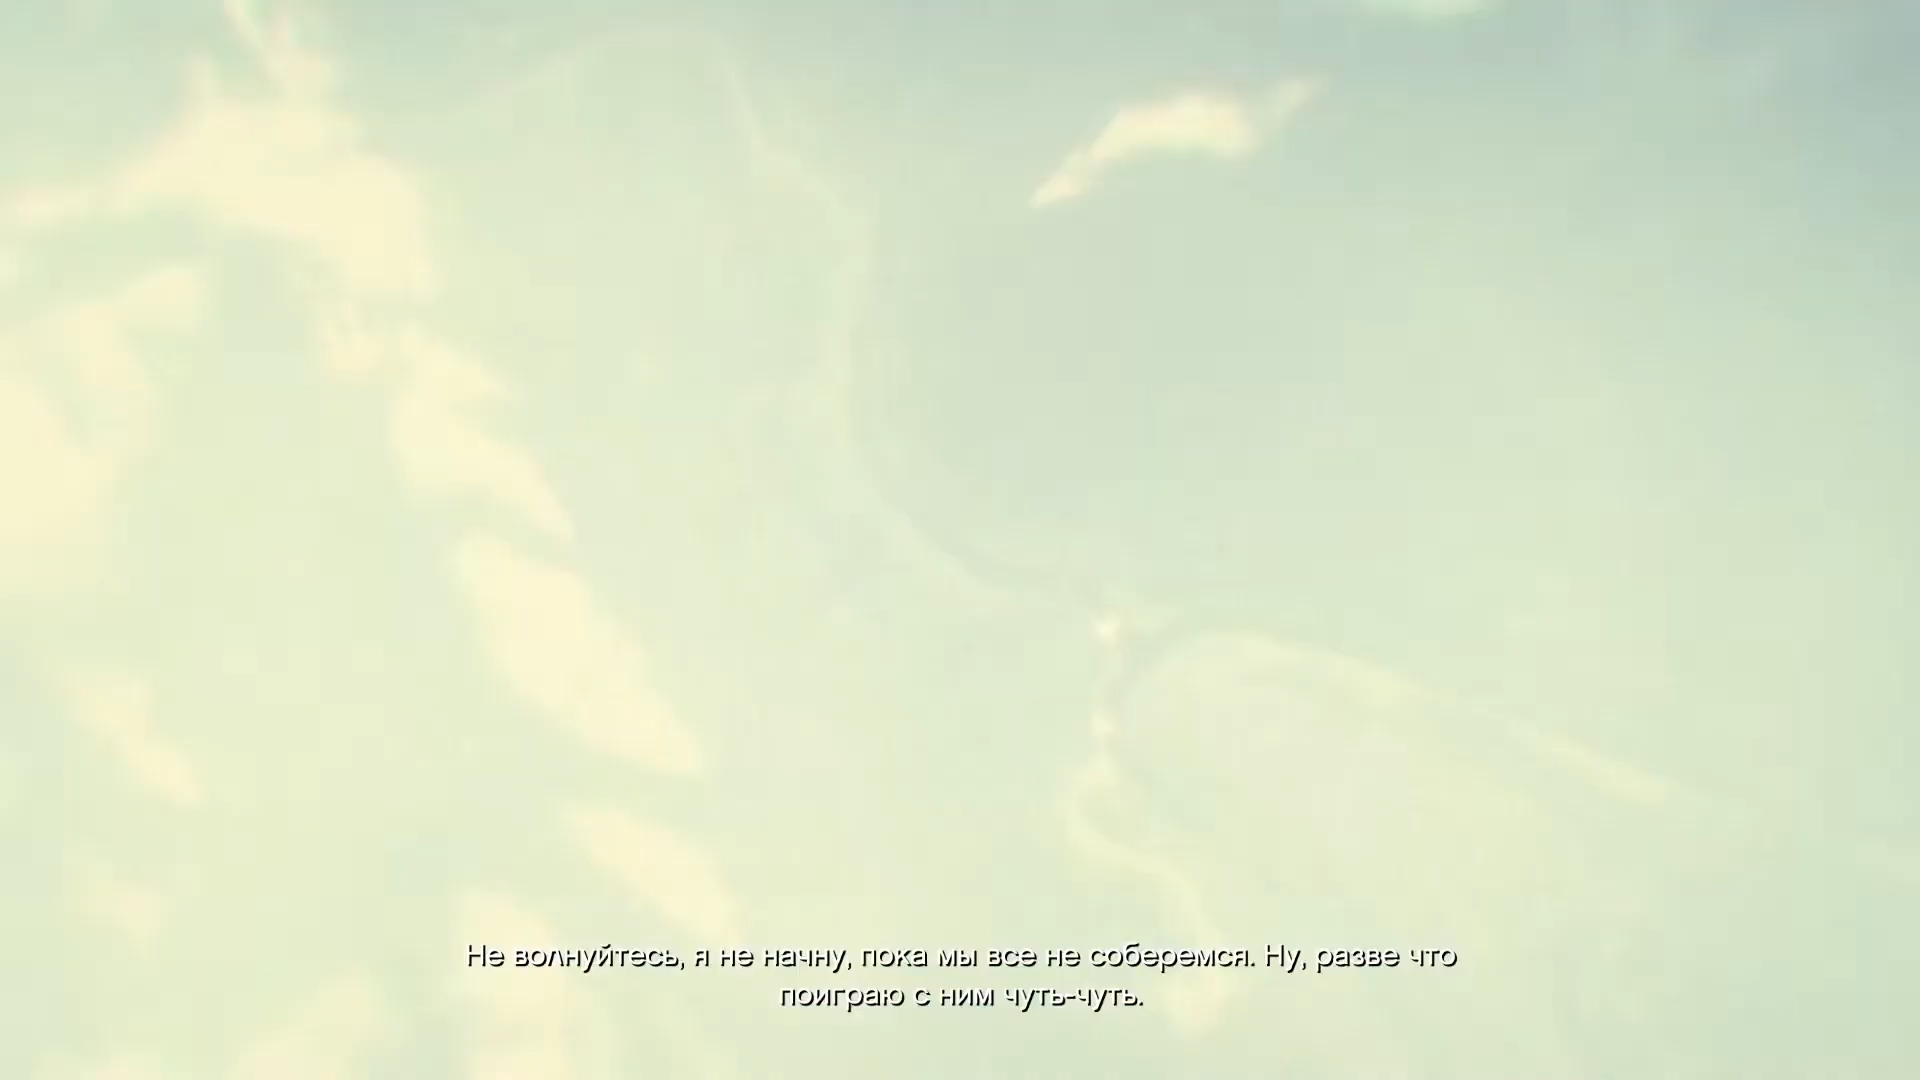 Не волнуйтесь, я не начну, пока мы все не соберемся. Ну, разве что
поиграю с ним чуть-чуть.